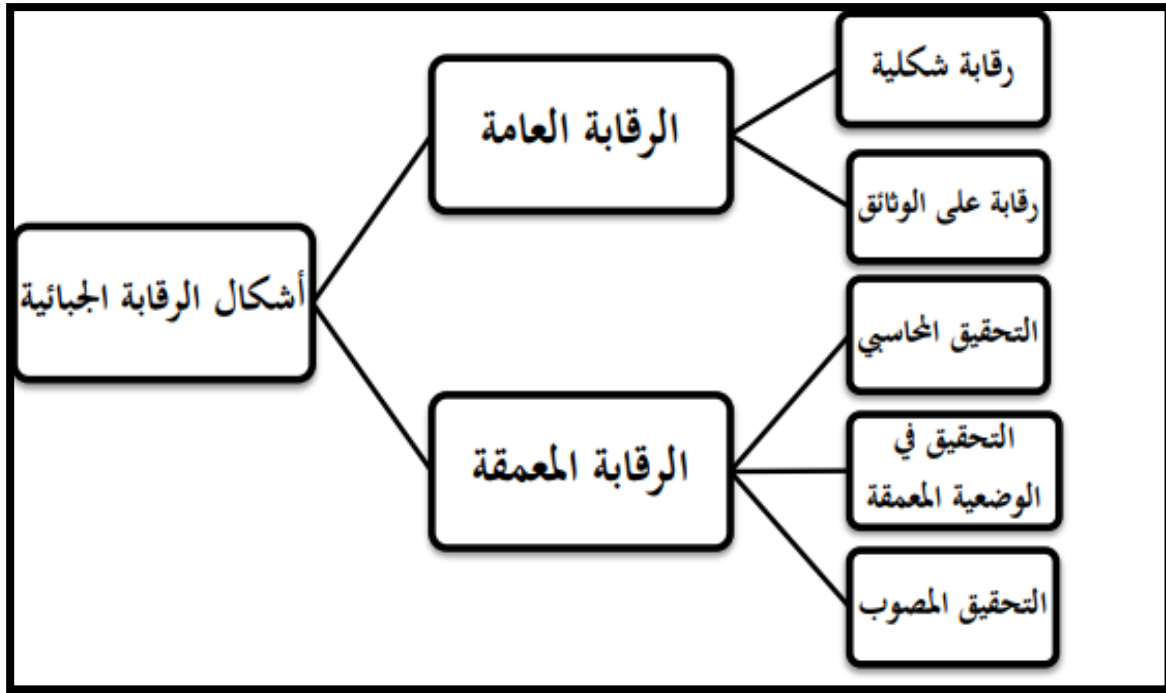 أشكال الرقابة الجبائية
الرقابة العامة
رقابة شكلية
رقابة على الوثائق
الرقابة المعمقة
التحقيق المحاسبي
التحقيق في
الوضعية المعمقة
التحقيق المصوب